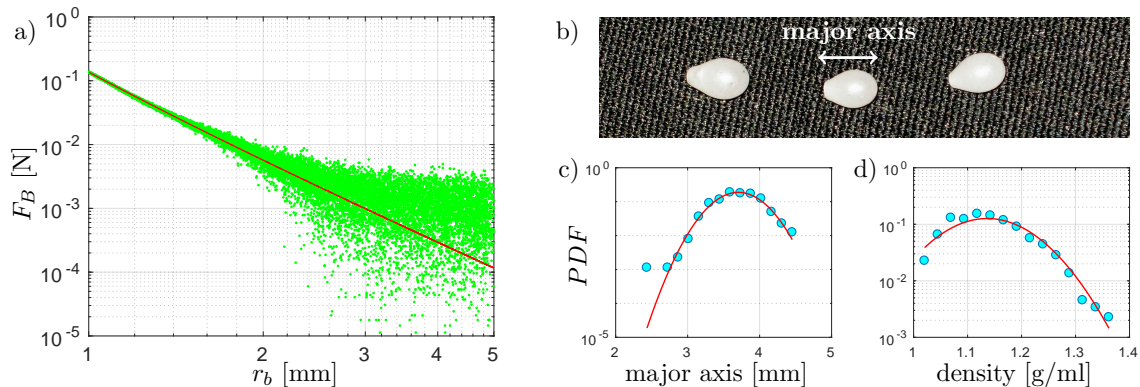 a)
F_B [N]
10^0
10^-1
10^-2
10^-3
10^-4
10^-5
1 2 3 4 5
r_b [mm]
b)
major axis
c)
PDF
10^0
10^-5
2 3 4 5
major axis [mm]
d)
10^0
10^-1
10^-2
10^-3
1 1.1 1.2 1.3 1.4
density [g/ml]